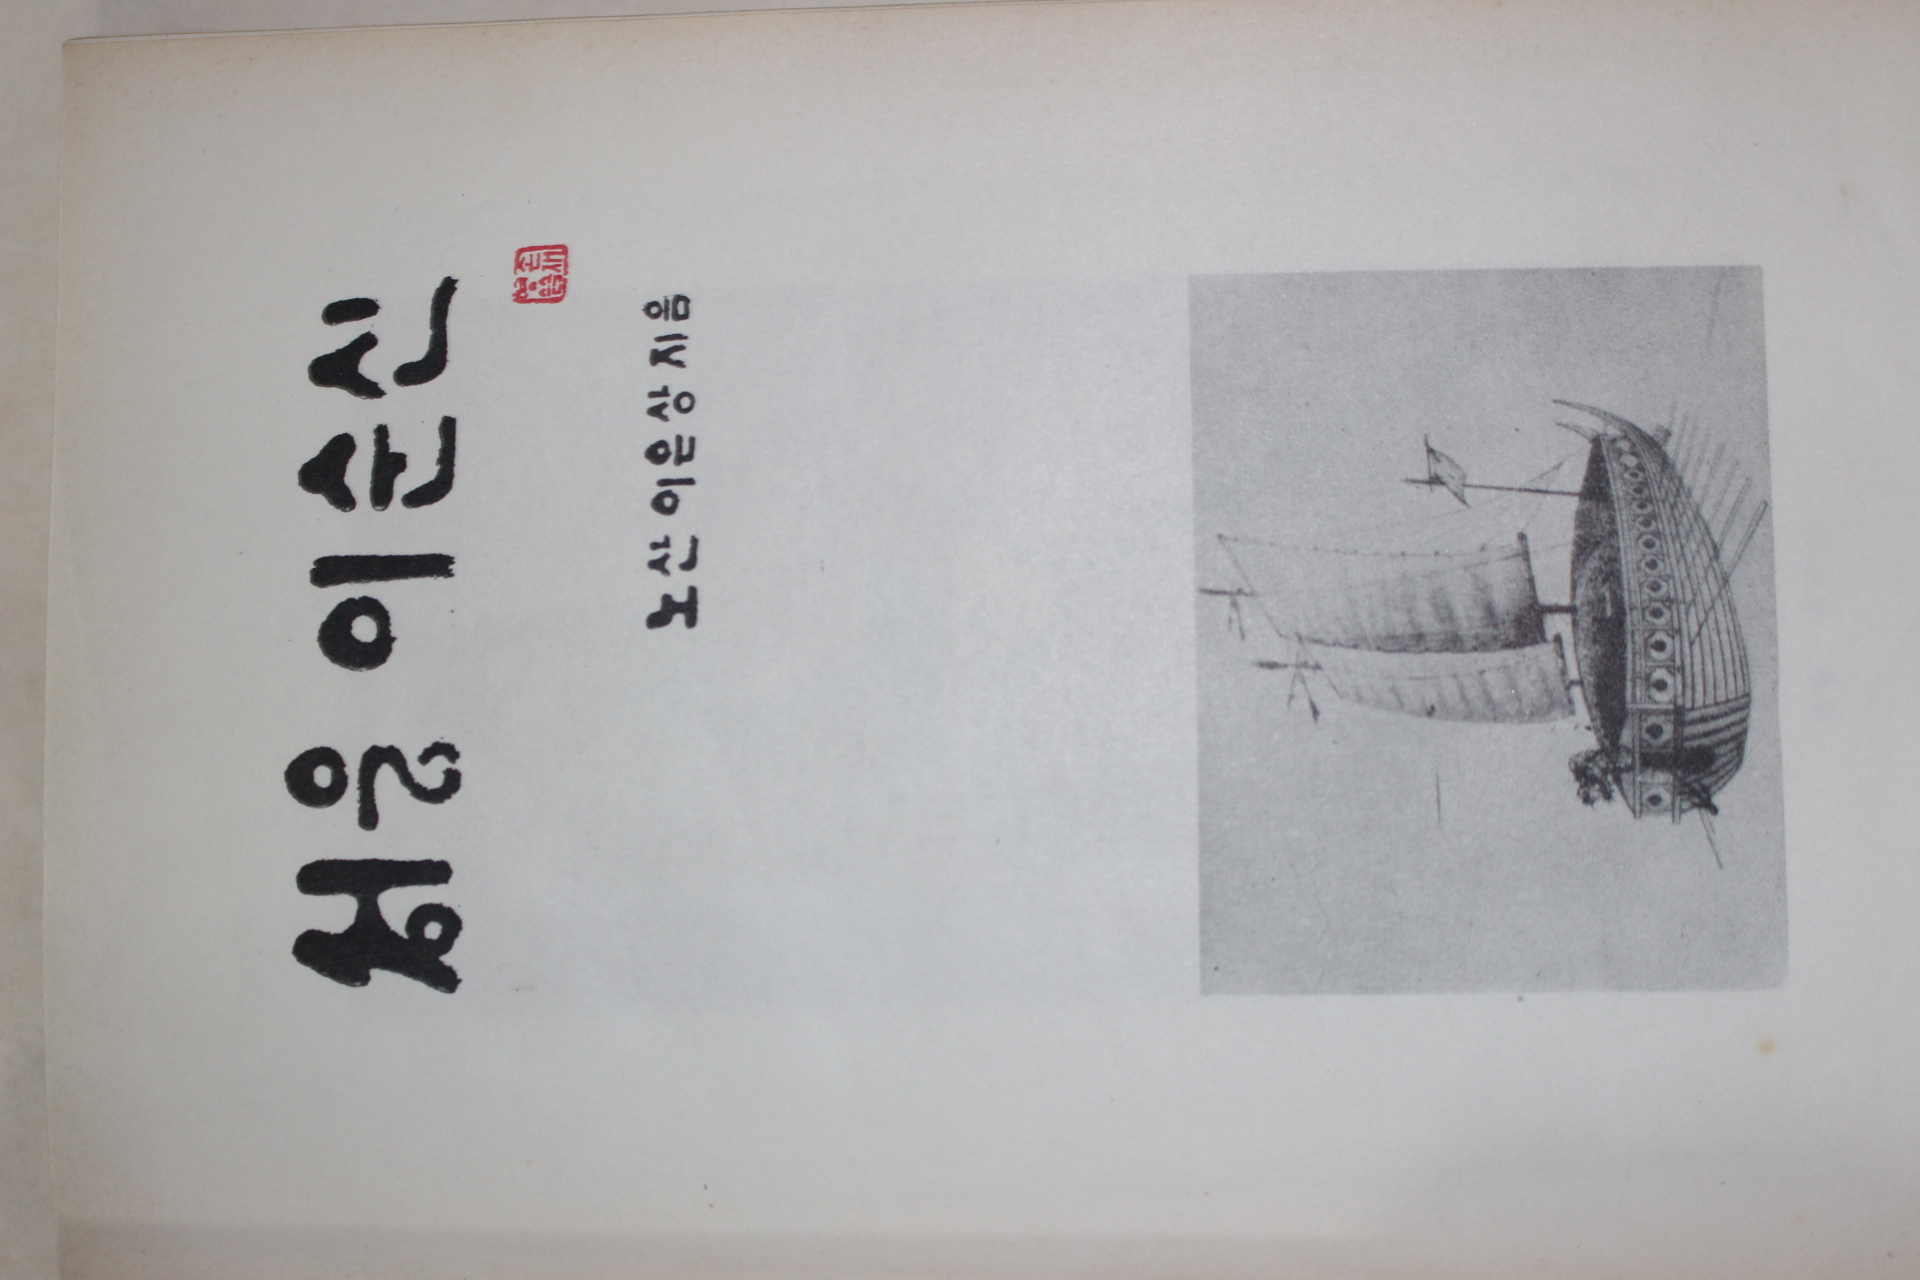 성웅 이순신
노산 이은상 지음